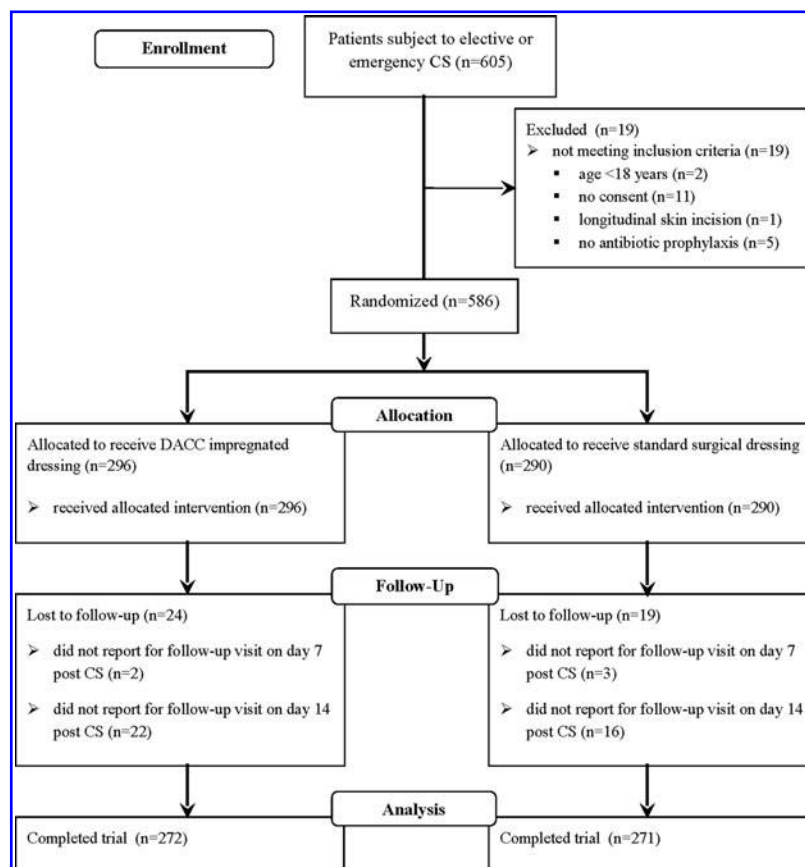 Enrollment
Patients subject to elective or
emergency CS (n=605)
Excluded (n=19)
➢ not meeting inclusion criteria (n=19)
▪ age <18 years (n=2)
▪ no consent (n=11)
▪ longitudinal skin incision (n=1)
▪ no antibiotic prophylaxis (n=5)
Randomized (n=586)
Allocation
Allocated to receive DACC impregnated
dressing (n=296)
➢ received allocated intervention (n=296)
Allocated to receive standard surgical dressing
(n=290)
➢ received allocated intervention (n=290)
Follow-Up
Lost to follow-up (n=24)
➢ did not report for follow-up visit on day 7
post CS (n=2)
➢ did not report for follow-up visit on day 14
post CS (n=22)
Lost to follow-up (n=19)
➢ did not report for follow-up visit on day 7
post CS (n=3)
➢ did not report for follow-up visit on day 14
post CS (n=16)
Analysis
Completed trial (n=272)
Completed trial (n=271)